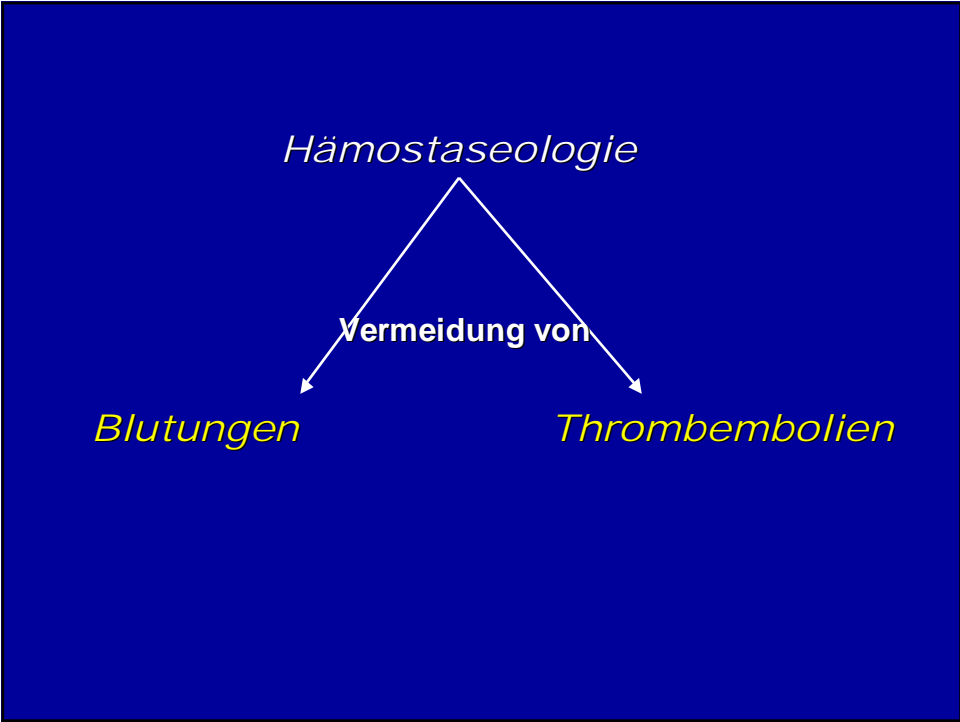 Hämostaseologie
Vermeidung von
Blutungen
Thrombembolien